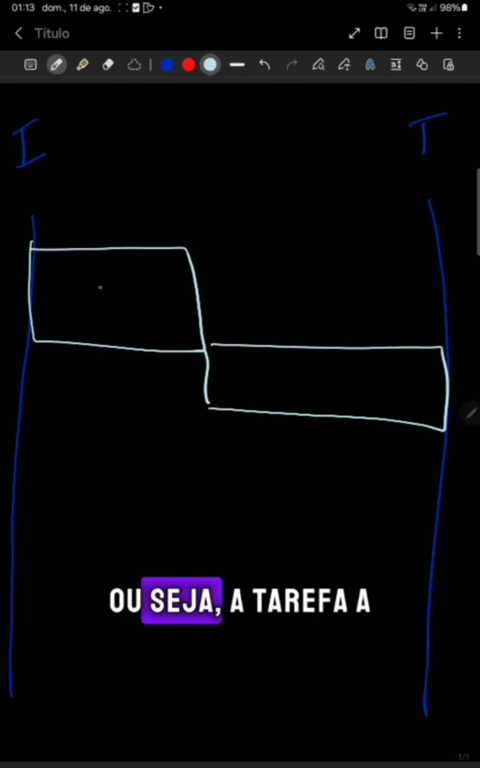 01:13 dom., 11 de ago.
98%
Título
I T
OU SEJA, A TAREFA A
1/1